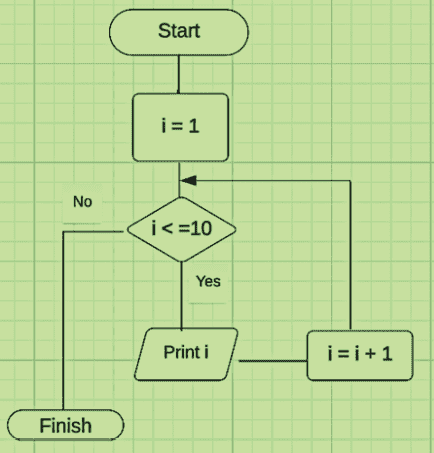 Start
i = 1
No
i < =10
Yes
Print i
i = i + 1
Finish